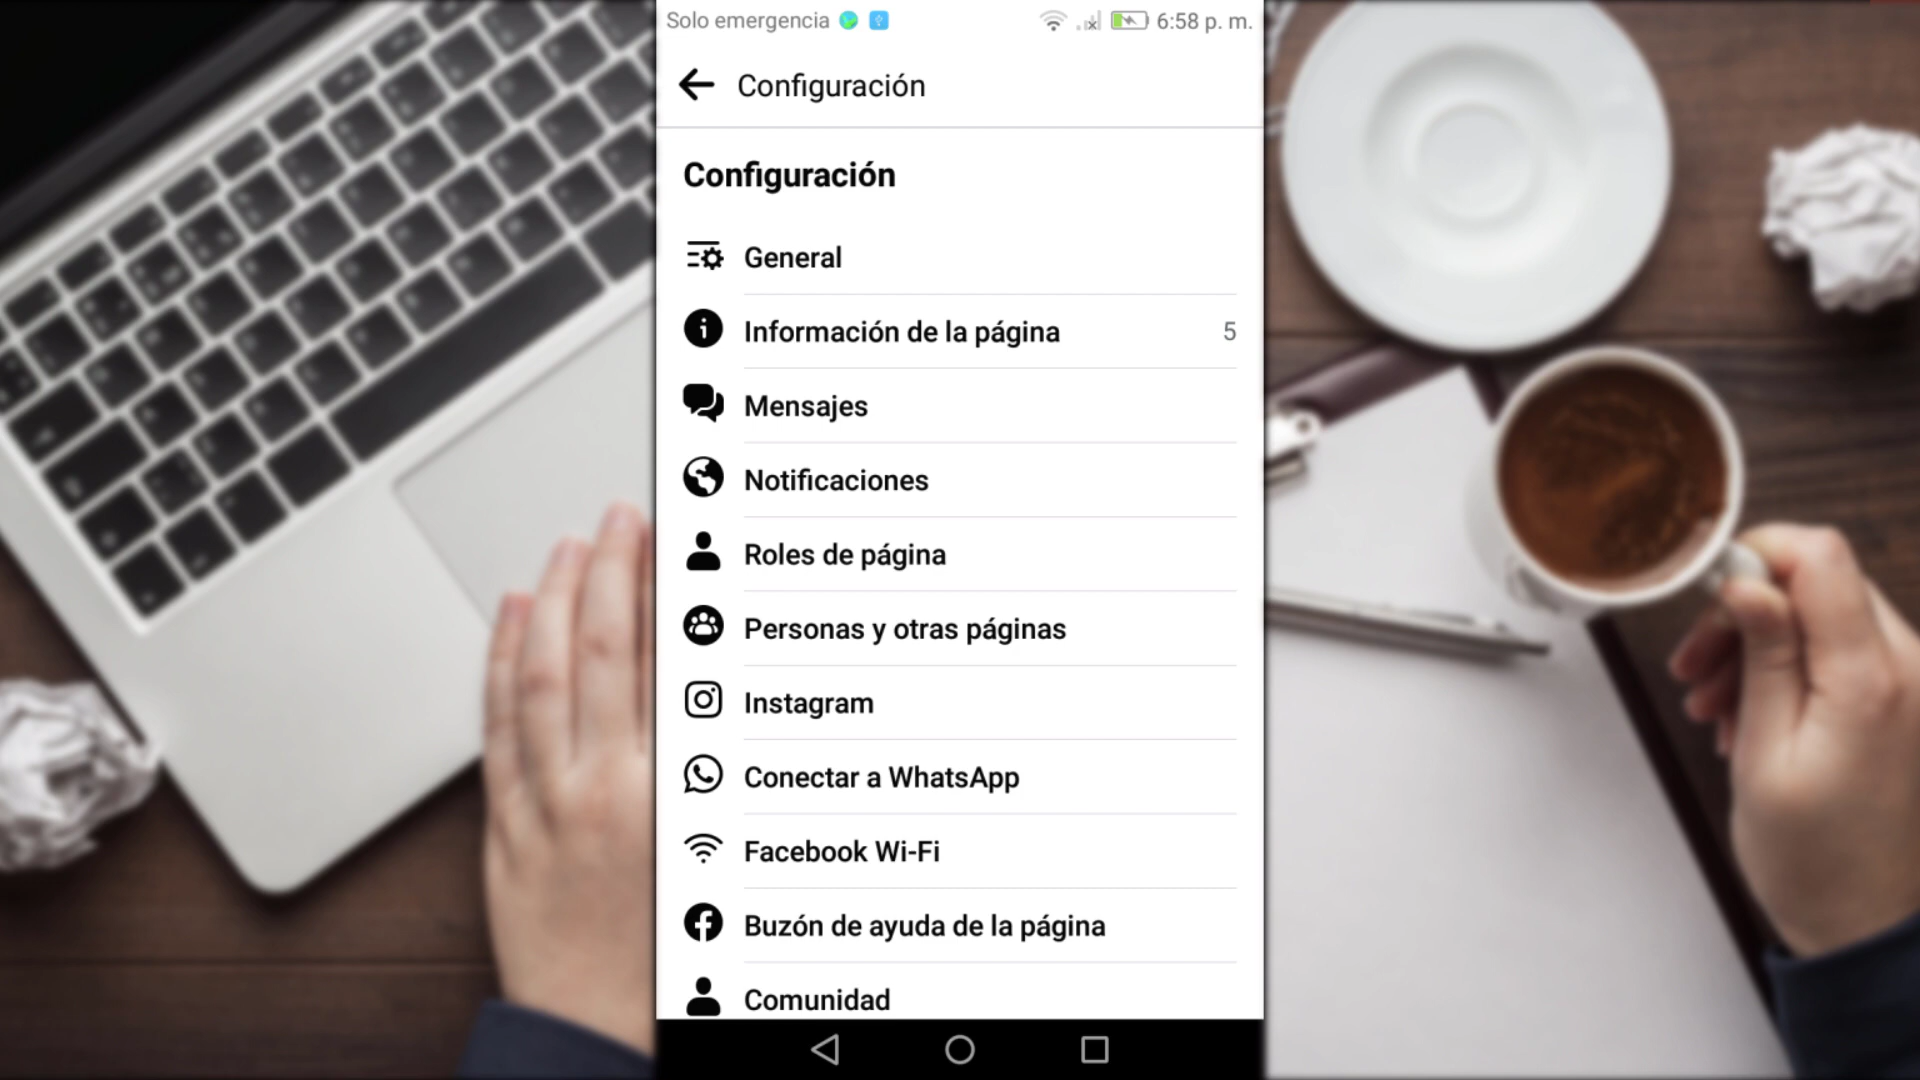 Solo emergencia 6:58 p. m.
Configuración
Configuración
General
Información de la página 5
Mensajes
Notificaciones
Roles de página
Personas y otras páginas
Instagram
Conectar a WhatsApp
Facebook Wi-Fi
Buzón de ayuda de la página
Comunidad